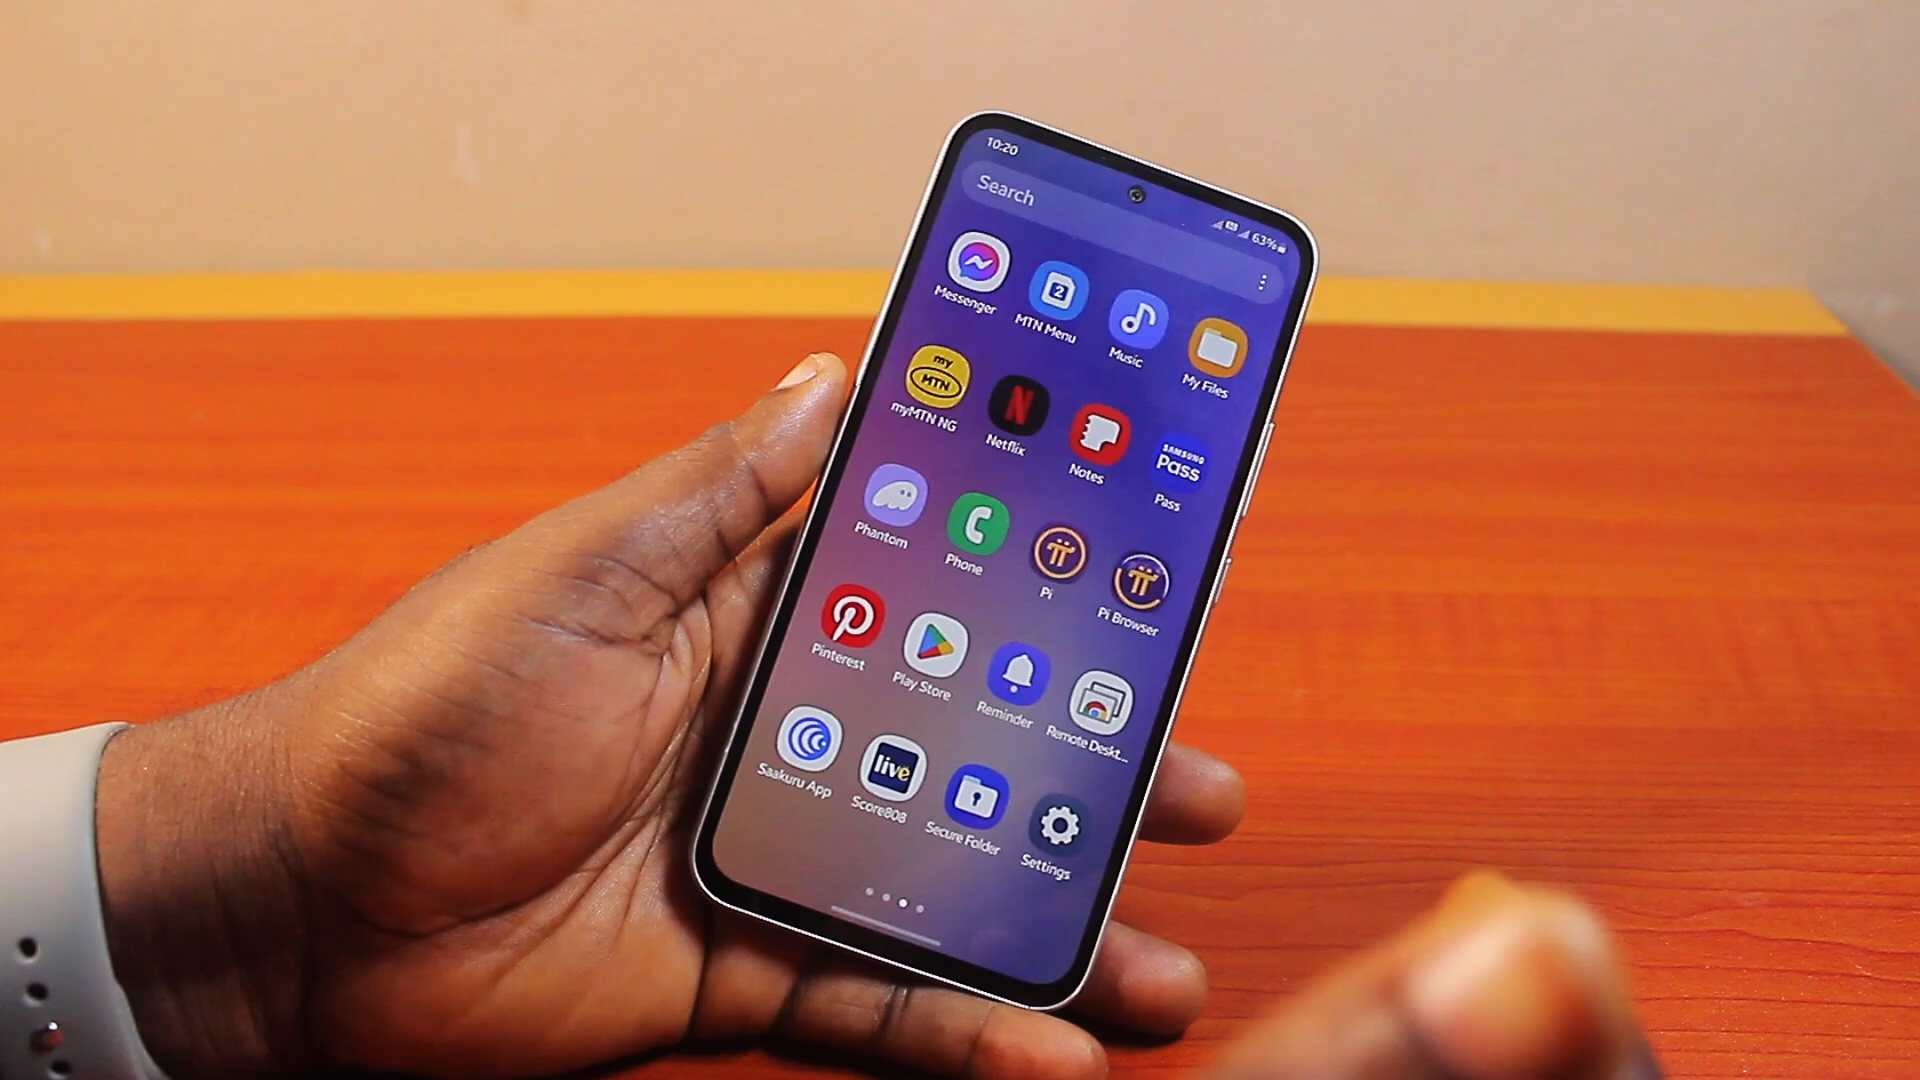 10:20
63%
Search
Messenger
2
MTN Menu
Music
My Files
my
MTN
myMTN NG
N
Netflix
Notes
SAMSUNG
Pass
Pass
Phantom
Phone
Pi
Pi Browser
Pinterest
Play Store
Reminder
Remote Deskt...
Saakuru App
live
Score808
Secure Folder
Settings